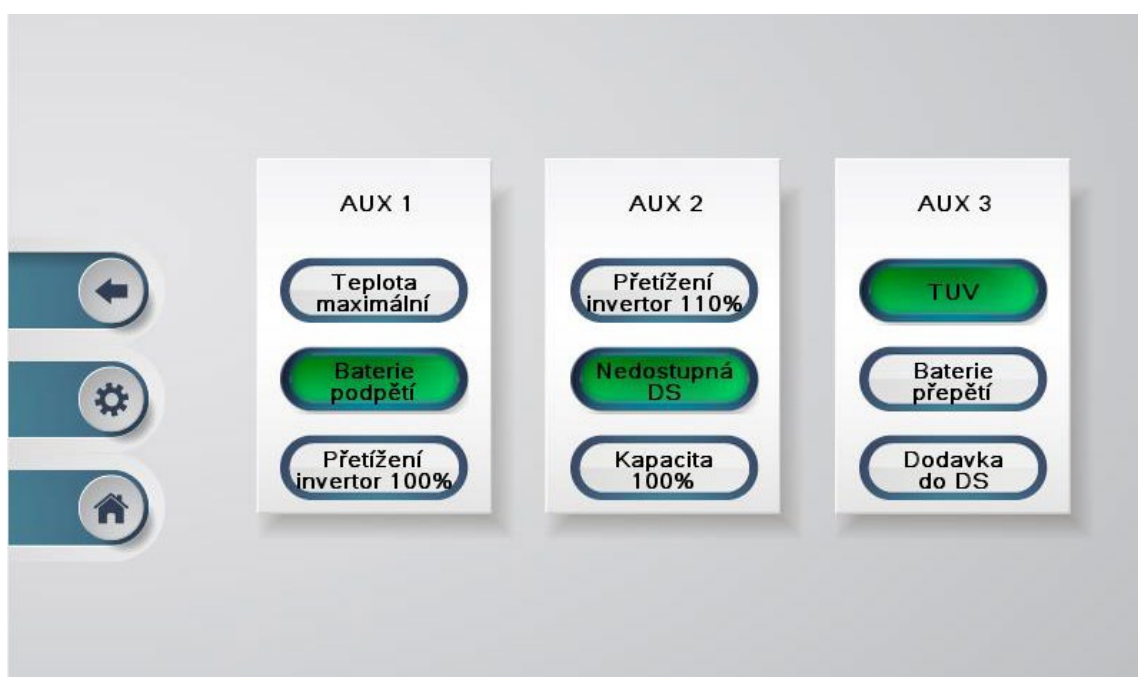 AUX 1
Teplota
maximální
Baterie
podpětí
Přetížení
invertor 100%
AUX 2
Přetížení
invertor 110%
Nedostupná
DS
Kapacita
100%
AUX 3
TUV
Baterie
přepětí
Dodavka
do DS